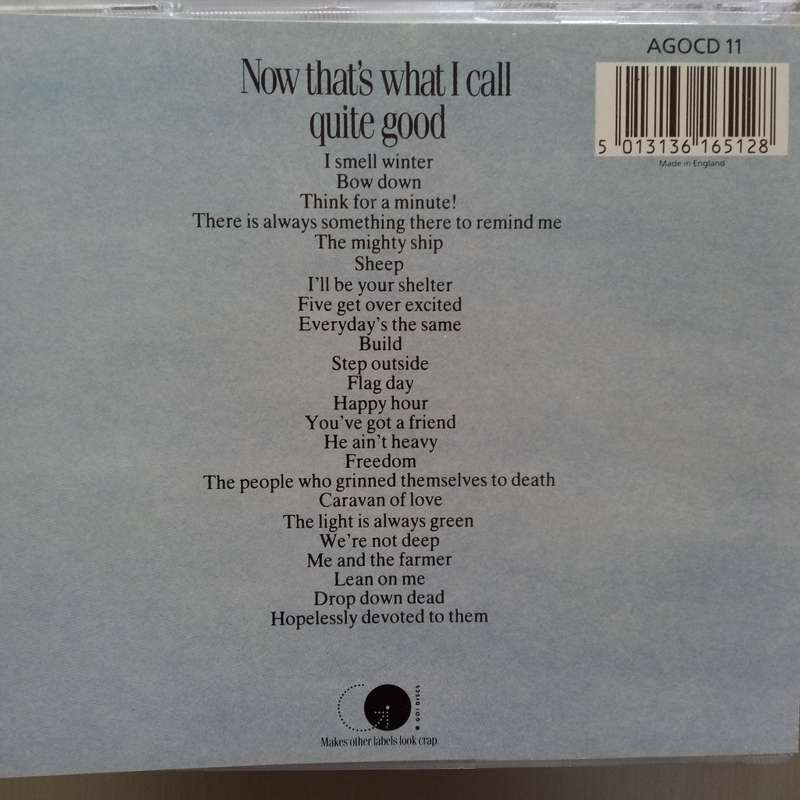 AGOCD 11
5 013136 165128
Made in England
Now that's what I call
quite good
I smell winter
Bow down
Think for a minute!
There is always something there to remind me
The mighty ship
Sheep
I'll be your shelter
Five get over excited
Everyday's the same
Build
Step outside
Flag day
Happy hour
You've got a friend
He ain't heavy
Freedom
The people who grinned themselves to death
Caravan of love
The light is always green
We're not deep
Me and the farmer
Lean on me
Drop down dead
Hopelessly devoted to them
GO! DISCS
Makes other labels look crap